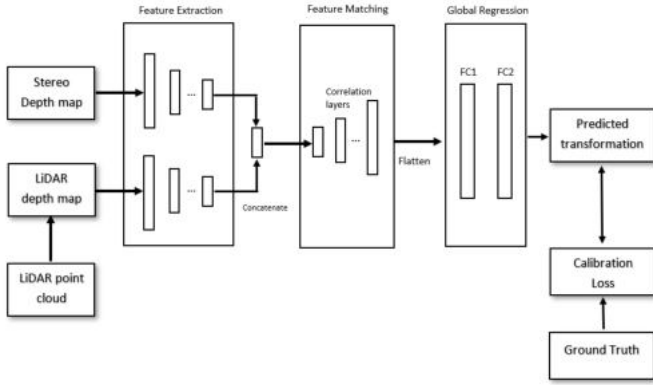 Feature Extraction
Feature Matching
Global Regression
Stereo
Depth map
...
...
Concatenate
LiDAR
depth map
LiDAR point
cloud
Correlation
layers
...
Flatten
FC1
FC2
Predicted
transformation
Calibration
Loss
Ground Truth